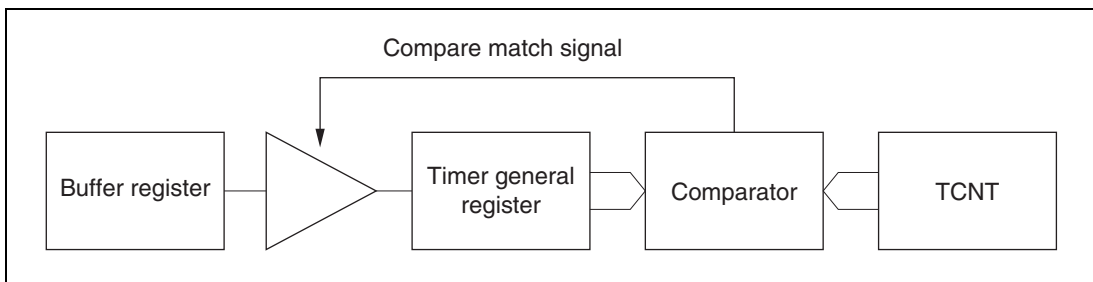 Compare match signal
Buffer register
Timer general
register
Comparator
TCNT